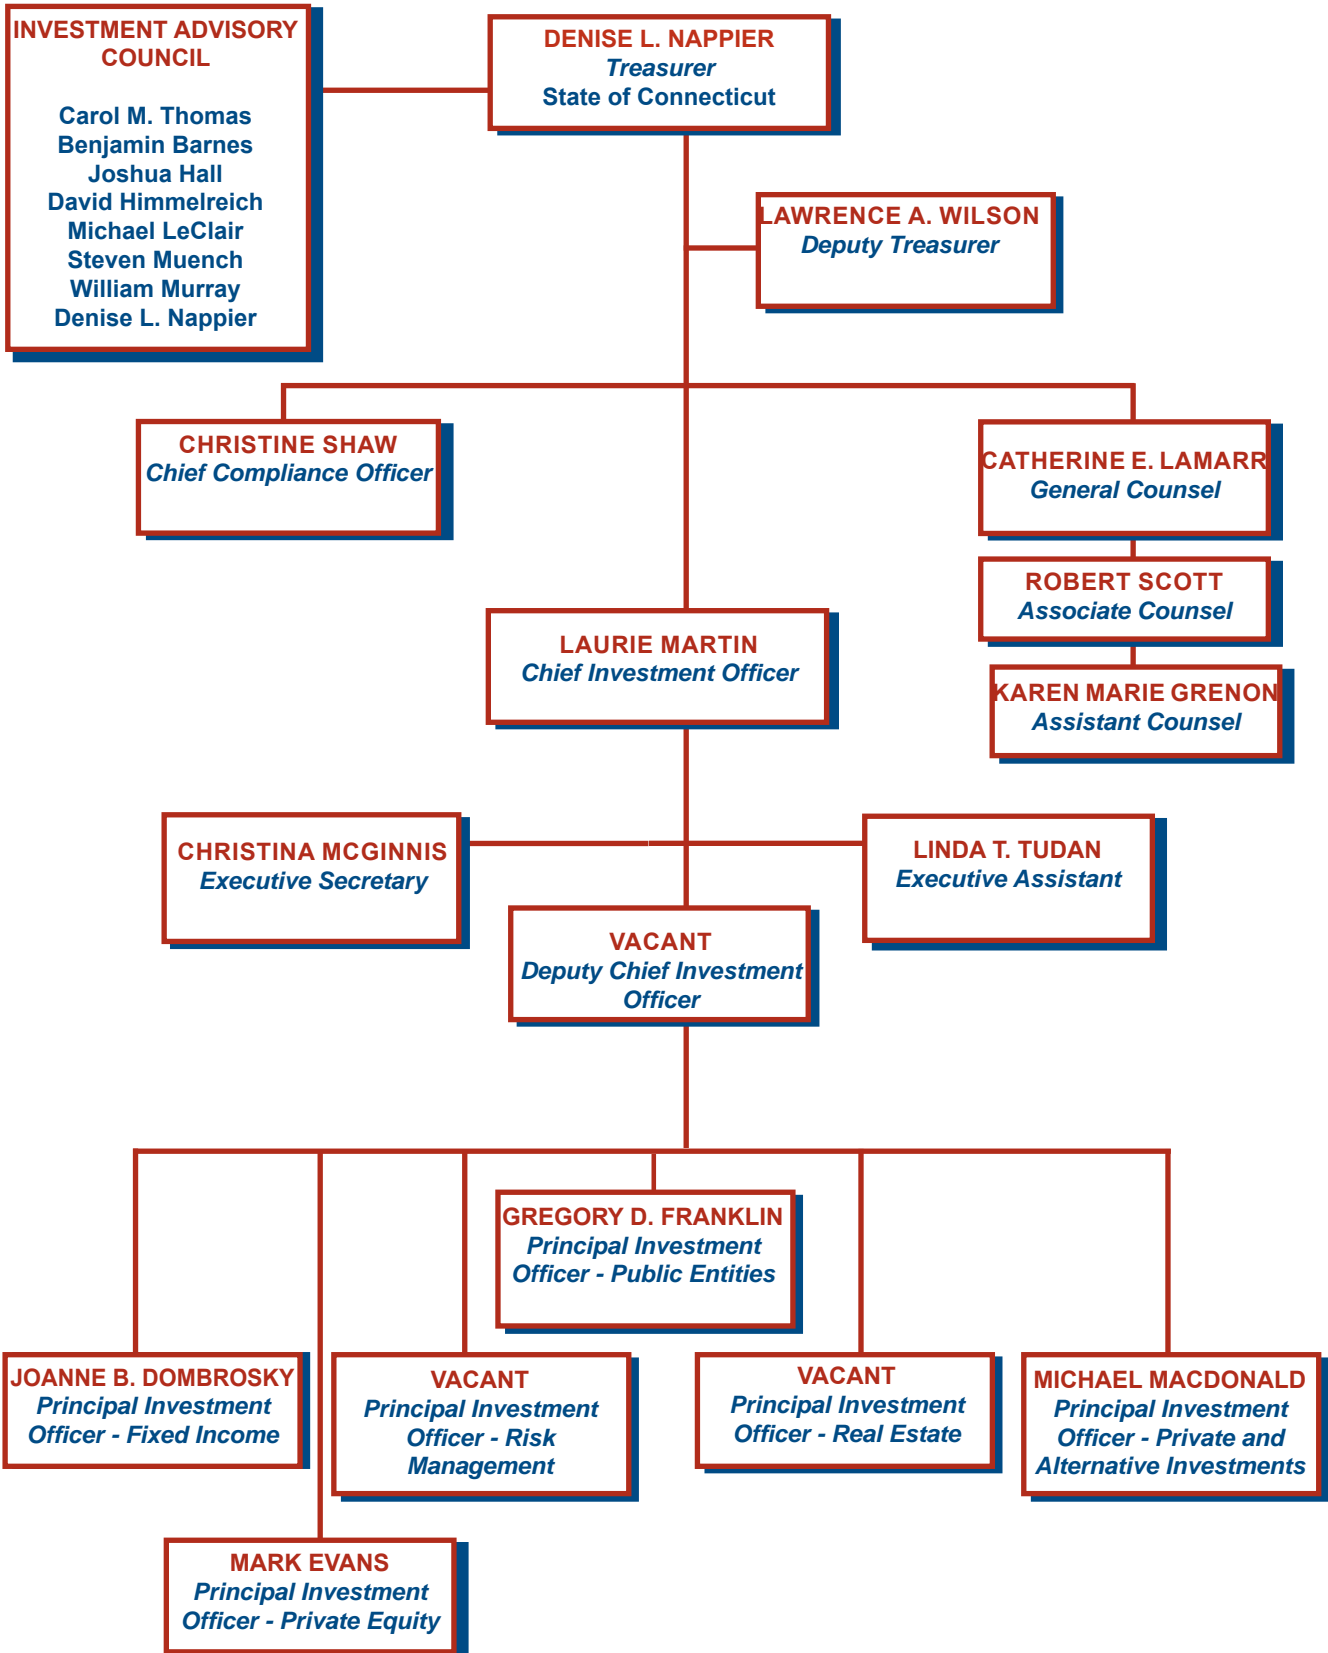 INVESTMENT ADVISORY
COUNCIL
Carol M. Thomas
Benjamin Barnes
Joshua Hall
David Himmelreich
Michael LeClair
Steven Muench
William Murray
Denise L. Nappier
DENISE L. NAPPIER
Treasurer
State of Connecticut
LAWRENCE A. WILSON
Deputy Treasurer
CHRISTINE SHAW
Chief Compliance Officer
CATHERINE E. LAMARR
General Counsel
ROBERT SCOTT
Associate Counsel
KAREN MARIE GRENON
Assistant Counsel
LAURIE MARTIN
Chief Investment Officer
CHRISTINA MCGINNIS
Executive Secretary
LINDA T. TUDAN
Executive Assistant
VACANT
Deputy Chief Investment
Officer
GREGORY D. FRANKLIN
Principal Investment
Officer - Public Entities
JOANNE B. DOMBROSKY
Principal Investment
Officer - Fixed Income
VACANT
Principal Investment
Officer - Risk
Management
VACANT
Principal Investment
Officer - Real Estate
MICHAEL MACDONALD
Principal Investment
Officer - Private and
Alternative Investments
MARK EVANS
Principal Investment
Officer - Private Equity